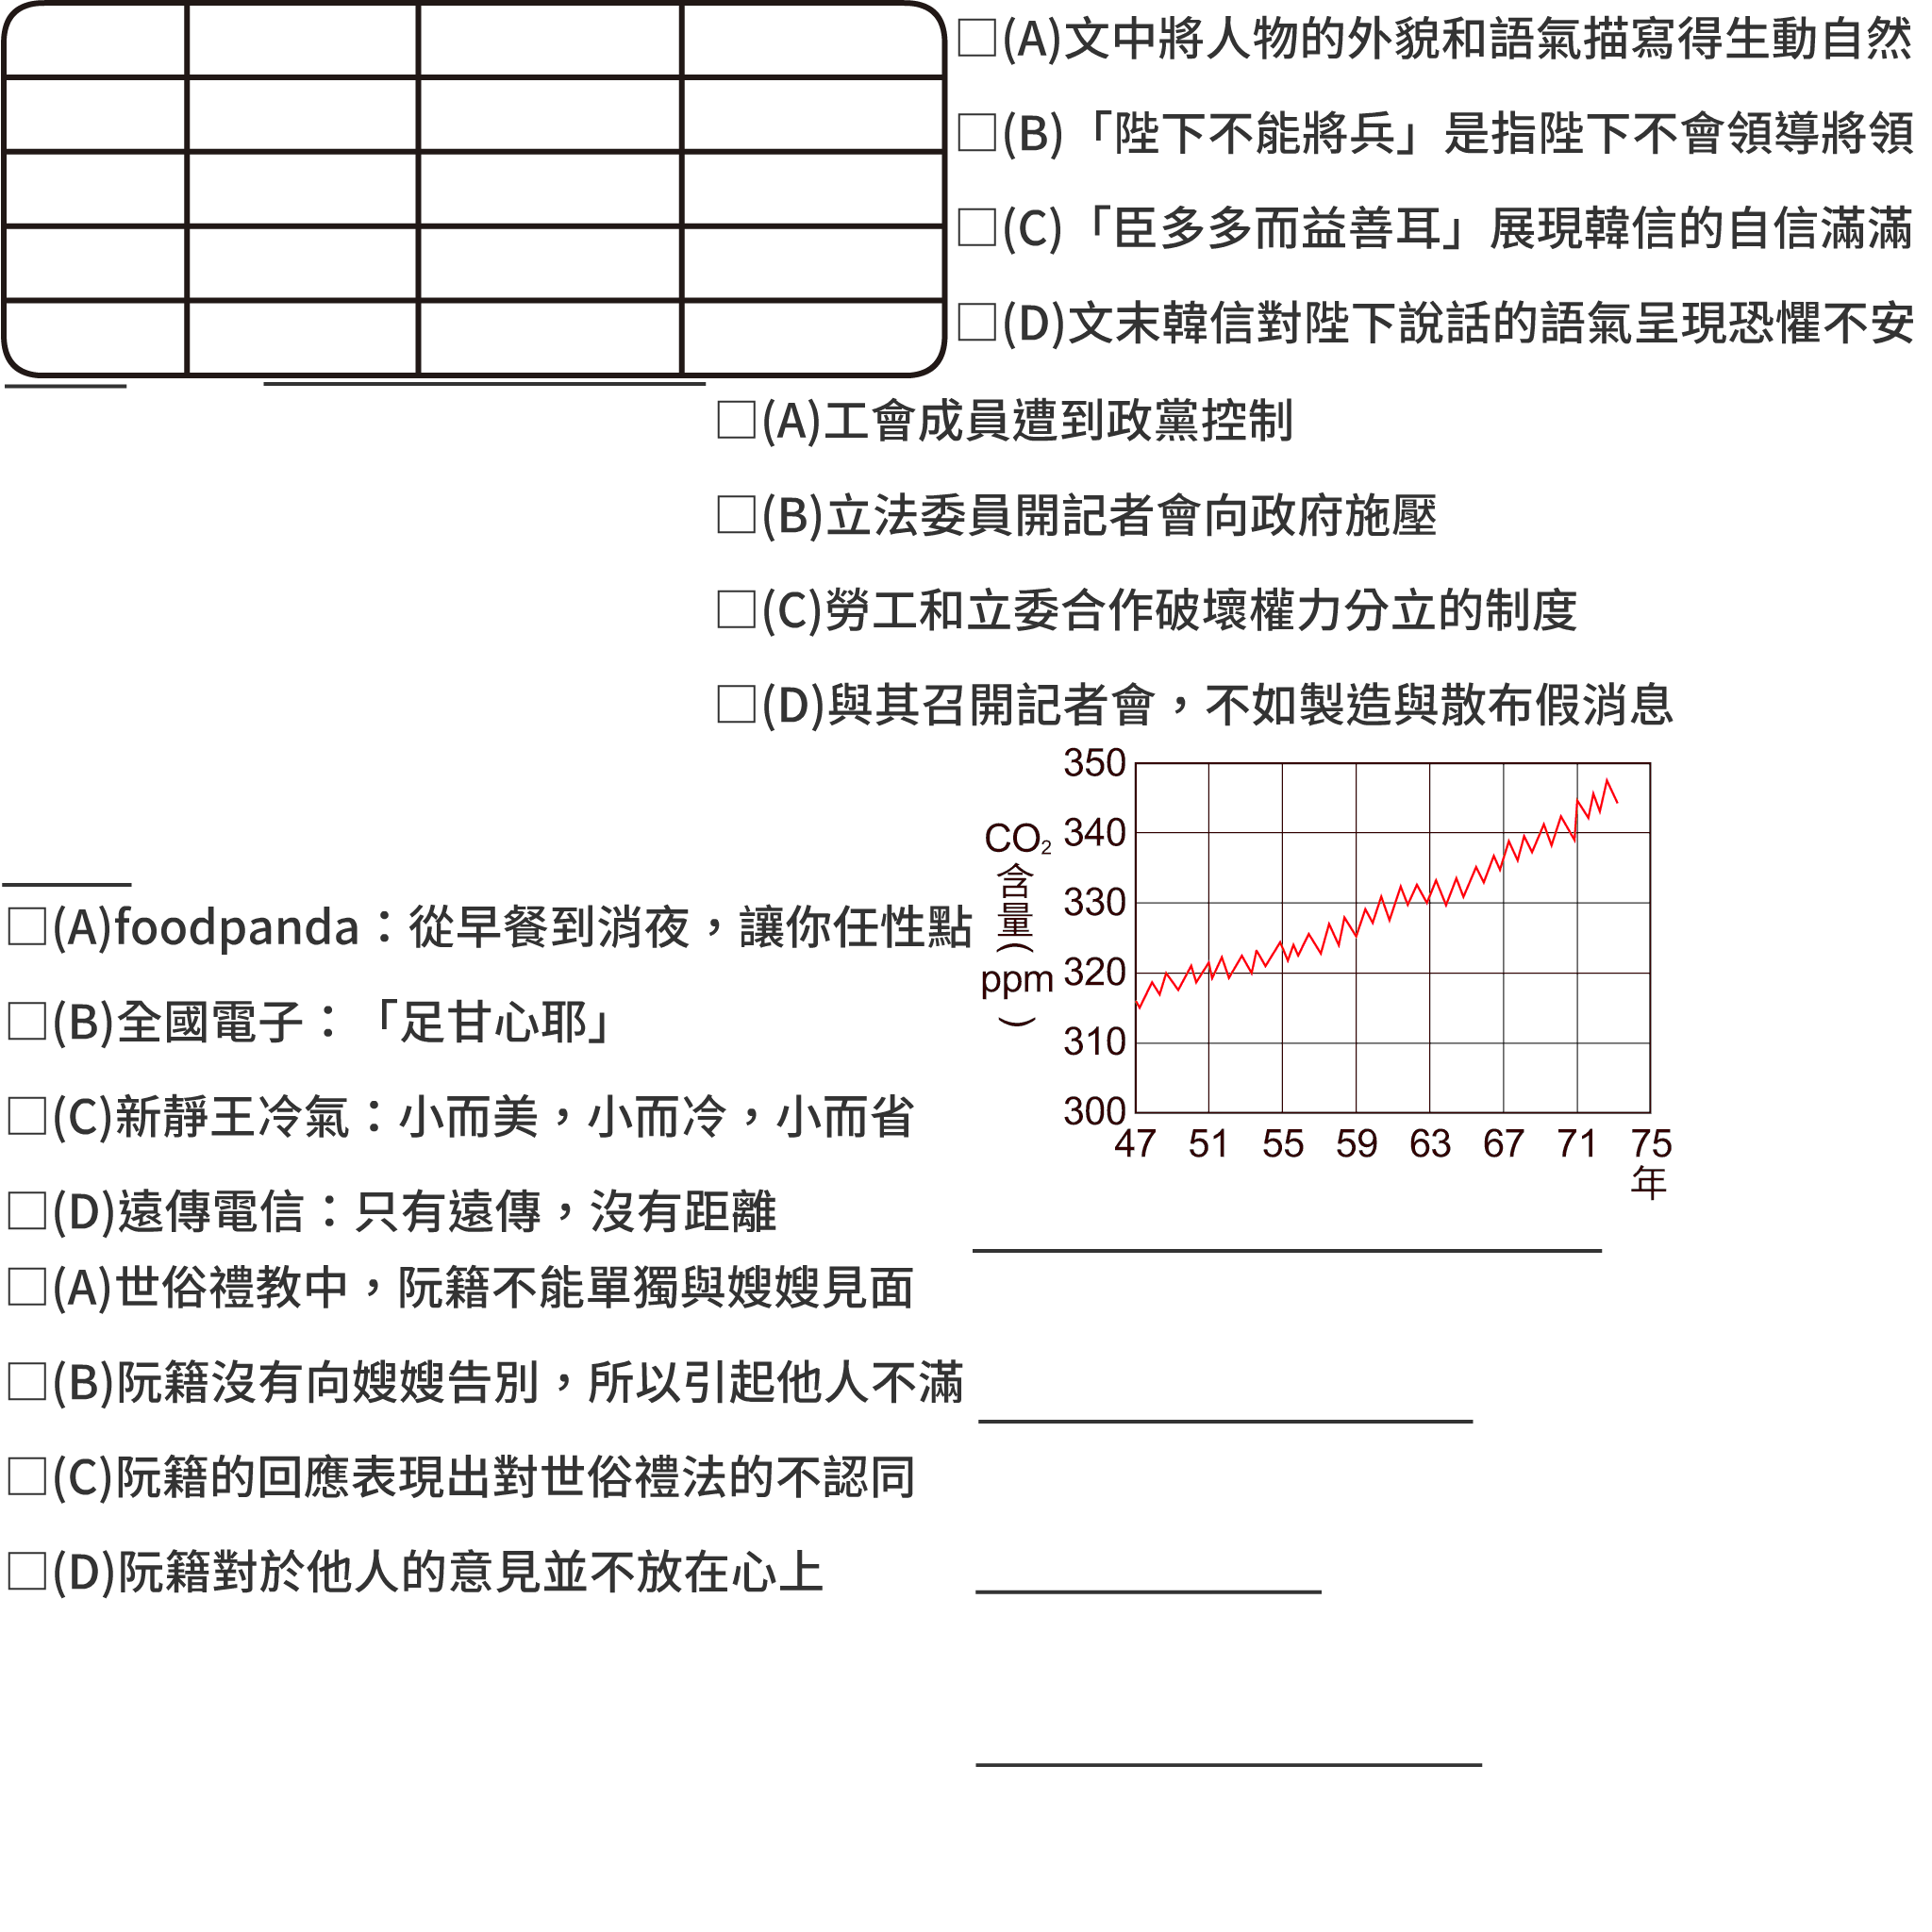 □(A)文中將人物的外貌和語氣描寫得生動自然
□(B)「陛下不能將兵」是指陛下不會領導將領
□(C)「臣多多而益善耳」展現韓信的自信滿滿
□(D)文末韓信對陛下說話的語氣呈現恐懼不安
□(A)工會成員遭到政黨控制
□(B)立法委員開記者會向政府施壓
□(C)勞工和立委合作破壞權力分立的制度
□(D)與其召開記者會，不如製造與散布假消息
CO₂含量(ppm)
350
340
330
320
310
300
47 51 55 59 63 67 71 75
年
□(A)foodpanda：從早餐到消夜，讓你任性點
□(B)全國電子：「足甘心耶」
□(C)新靜王冷氣：小而美，小而冷，小而省
□(D)遠傳電信：只有遠傳，沒有距離
□(A)世俗禮教中，阮籍不能單獨與嫂嫂見面
□(B)阮籍沒有向嫂嫂告別，所以引起他人不滿
□(C)阮籍的回應表現出對世俗禮法的不認同
□(D)阮籍對於他人的意見並不放在心上